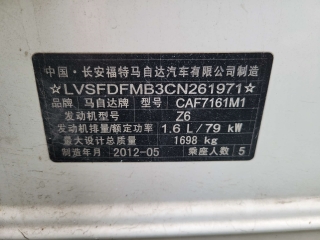 中国·长安福特马自达汽车有限公司制造
☆LVSFDFMB3CN261971☆
品牌 马自达牌 型号 CAF7161M1
发动机型号 Z6
发动机排量/额定功率 1.6 L/79 kW
最大设计总质量 1698 kg
制造年月 2012-05 乘座人数 5